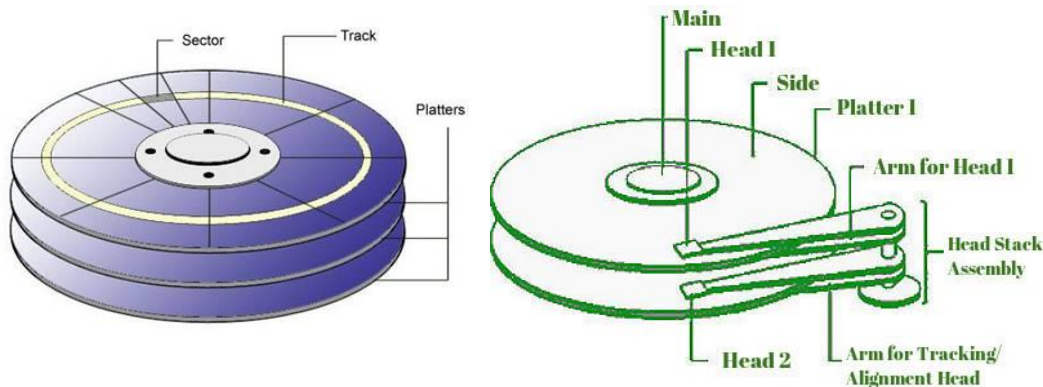 Sector
Track
Platters
Main
Head 1
Side
Platter 1
Arm for Head 1
Head Stack
Assembly
Head 2
Arm for Tracking/
Alignment Head